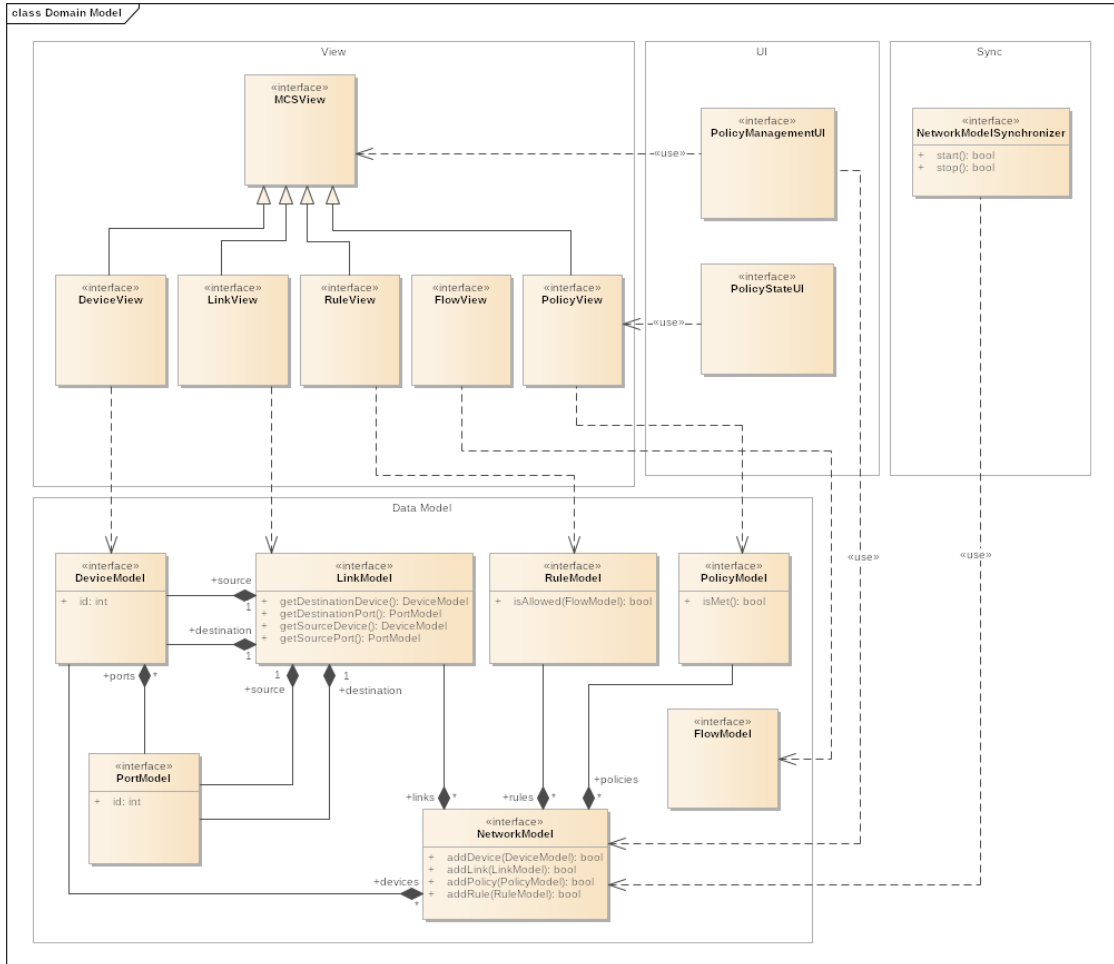 class Domain Model
View
UI
Sync
«interface»
MCSView
«interface»
PolicyManagementUI
«interface»
NetworkModelSynchronizer
+ start(): bool
+ stop(): bool
«use»
«interface»
DeviceView
«interface»
LinkView
«interface»
RuleView
«interface»
FlowView
«interface»
PolicyView
«interface»
PolicyStateUI
«use»
«use»
«use»
Data Model
«interface»
DeviceModel
+ id: int
+source
1
+destination
1
«interface»
LinkModel
+ getDestinationDevice(): DeviceModel
+ getDestinationPort(): PortModel
+ getSourceDevice(): DeviceModel
+ getSourcePort(): PortModel
«interface»
RuleModel
+ isAllowed(FlowModel): bool
«interface»
PolicyModel
+ isMet(): bool
+ports
*
1
+source
1
+destination
«interface»
FlowModel
«interface»
PortModel
+ id: int
+links
*
+rules
*
+policies
*
«interface»
NetworkModel
+ addDevice(DeviceModel): bool
+ addLink(LinkModel): bool
+ addPolicy(PolicyModel): bool
+ addRule(RuleModel): bool
+devices
*